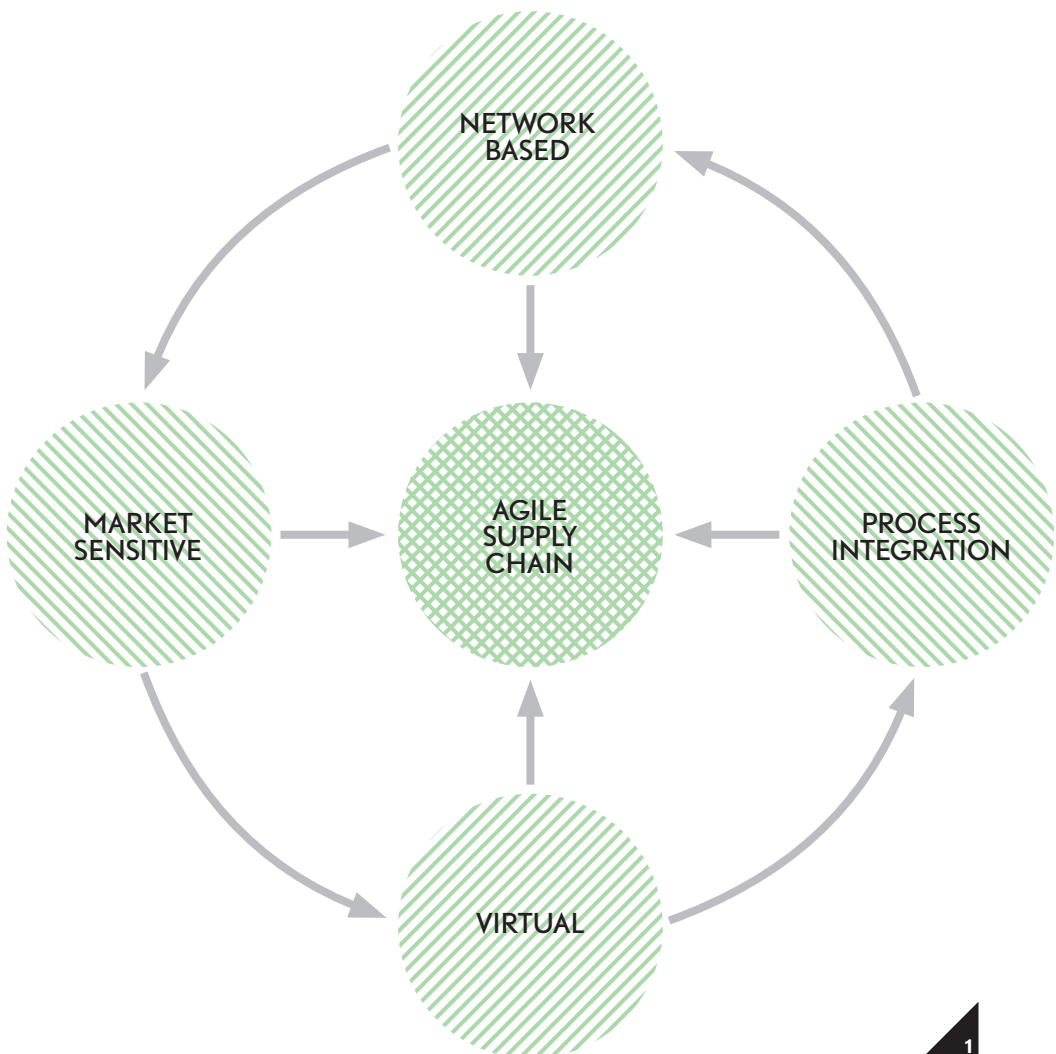 NETWORK
BASED
MARKET
SENSITIVE
AGILE
SUPPLY
CHAIN
PROCESS
INTEGRATION
VIRTUAL
1